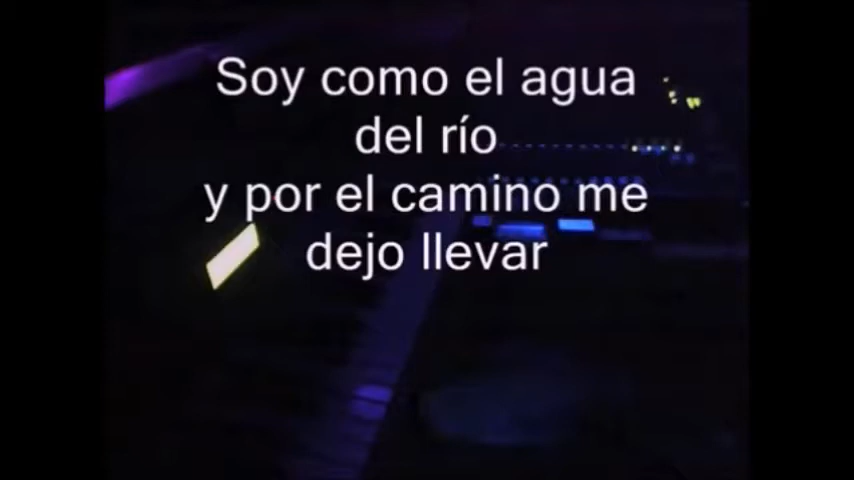 Soy como el agua
del río
y por el camino me
dejo llevar